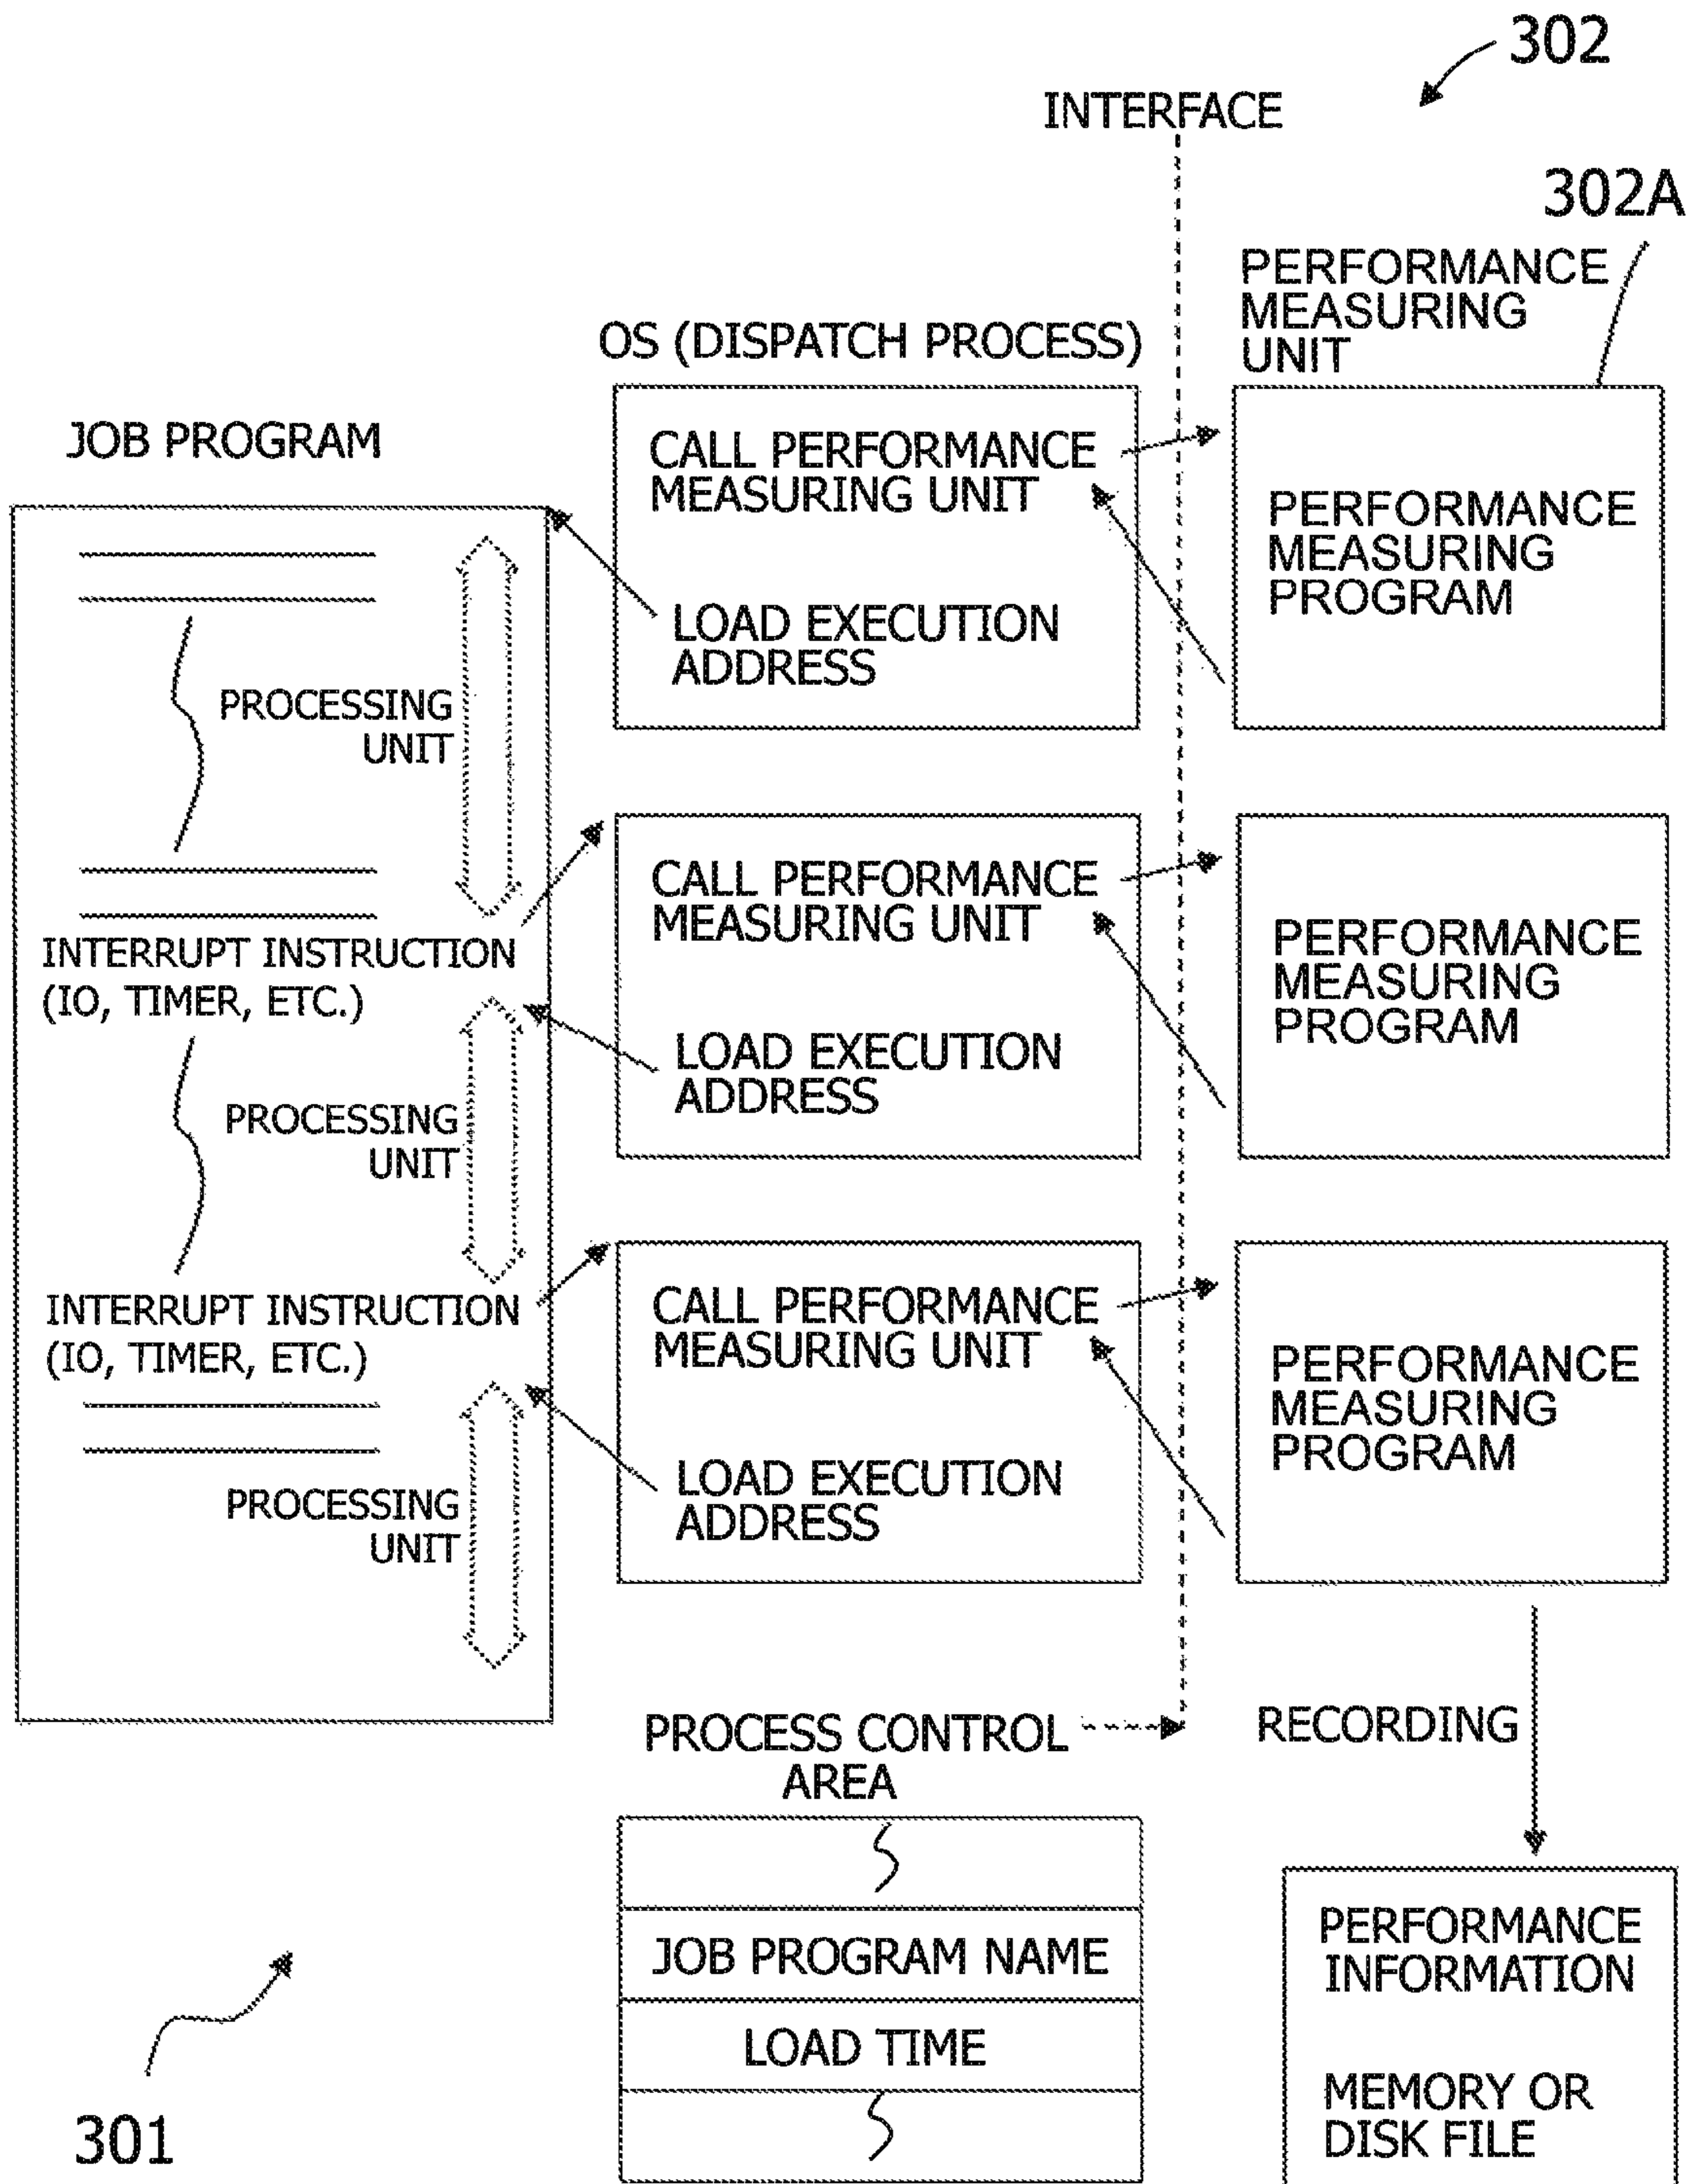 302
INTERFACE
302A
PERFORMANCE
MEASURING
UNIT
OS (DISPATCH PROCESS)
JOB PROGRAM
CALL PERFORMANCE
MEASURING UNIT
LOAD EXECUTION
ADDRESS
PERFORMANCE
MEASURING
PROGRAM
PROCESSING
UNIT
INTERRUPT INSTRUCTION
(IO, TIMER, ETC.)
CALL PERFORMANCE
MEASURING UNIT
LOAD EXECUTION
ADDRESS
PERFORMANCE
MEASURING
PROGRAM
PROCESSING
UNIT
INTERRUPT INSTRUCTION
(IO, TIMER, ETC.)
CALL PERFORMANCE
MEASURING UNIT
LOAD EXECUTION
ADDRESS
PERFORMANCE
MEASURING
PROGRAM
PROCESSING
UNIT
PROCESS CONTROL
AREA
RECORDING
JOB PROGRAM NAME
LOAD TIME
PERFORMANCE
INFORMATION
MEMORY OR
DISK FILE
301